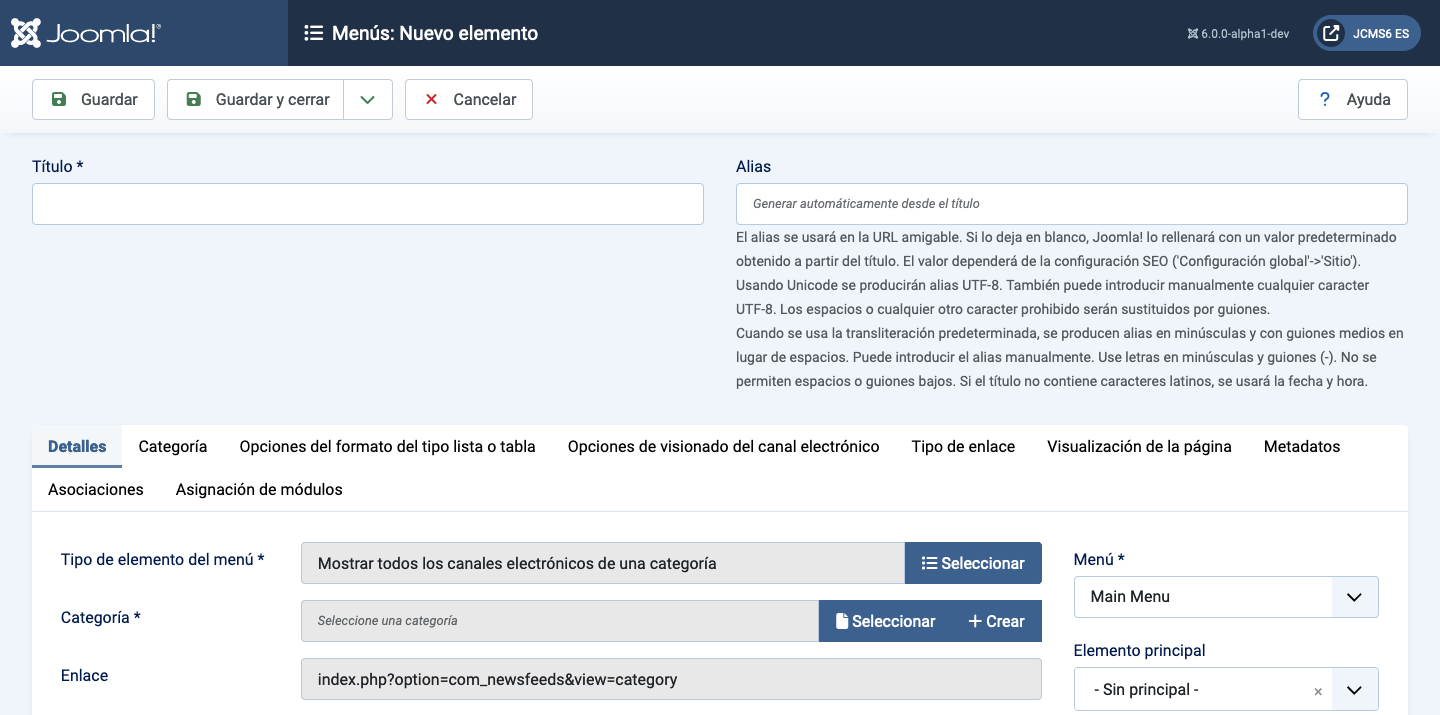 Joomla!®
Menús: Nuevo elemento
6.0.0-alpha1-dev
JCMS6 ES
Guardar
Guardar y cerrar
Cancelar
? Ayuda
Título *
Alias
Generar automáticamente desde el título
El alias se usará en la URL amigable. Si lo deja en blanco, Joomla! lo rellenará con un valor predeterminado
obtenido a partir del título. El valor dependerá de la configuración SEO ('Configuración global'->'Sitio').
Usando Unicode se producirán alias UTF-8. También puede introducir manualmente cualquier caracter
UTF-8. Los espacios o cualquier otro caracter prohibido serán sustituidos por guiones.
Cuando se usa la transliteración predeterminada, se producen alias en minúsculas y con guiones medios en
lugar de espacios. Puede introducir el alias manualmente. Use letras en minúsculas y guiones (-). No se
permiten espacios o guiones bajos. Si el título no contiene caracteres latinos, se usará la fecha y hora.
Detalles Categoría Opciones del formato del tipo lista o tabla Opciones de visionado del canal electrónico Tipo de enlace Visualización de la página Metadatos
Asociaciones Asignación de módulos
Tipo de elemento del menú *
Mostrar todos los canales electrónicos de una categoría
Seleccionar
Categoría *
Seleccione una categoría
Seleccionar
+ Crear
Enlace
index.php?option=com_newsfeeds&view=category
Menú *
Main Menu
Elemento principal
- Sin principal - ×